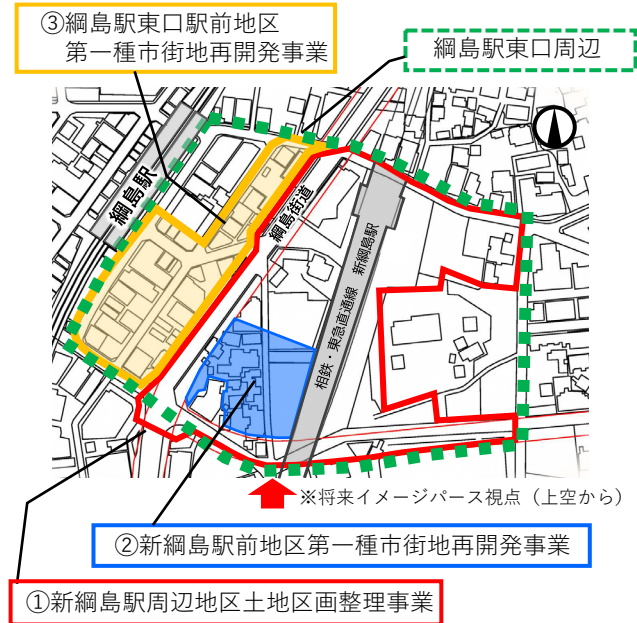 ③綱島駅東口駅前地区
第一種市街地再開発事業
綱島駅東口周辺
綱島駅
綱島街道
相鉄・東急直通線 新綱島駅
※将来イメージパース視点（上空から）
②新綱島駅前地区第一種市街地再開発事業
①新綱島駅周辺地区土地区画整理事業